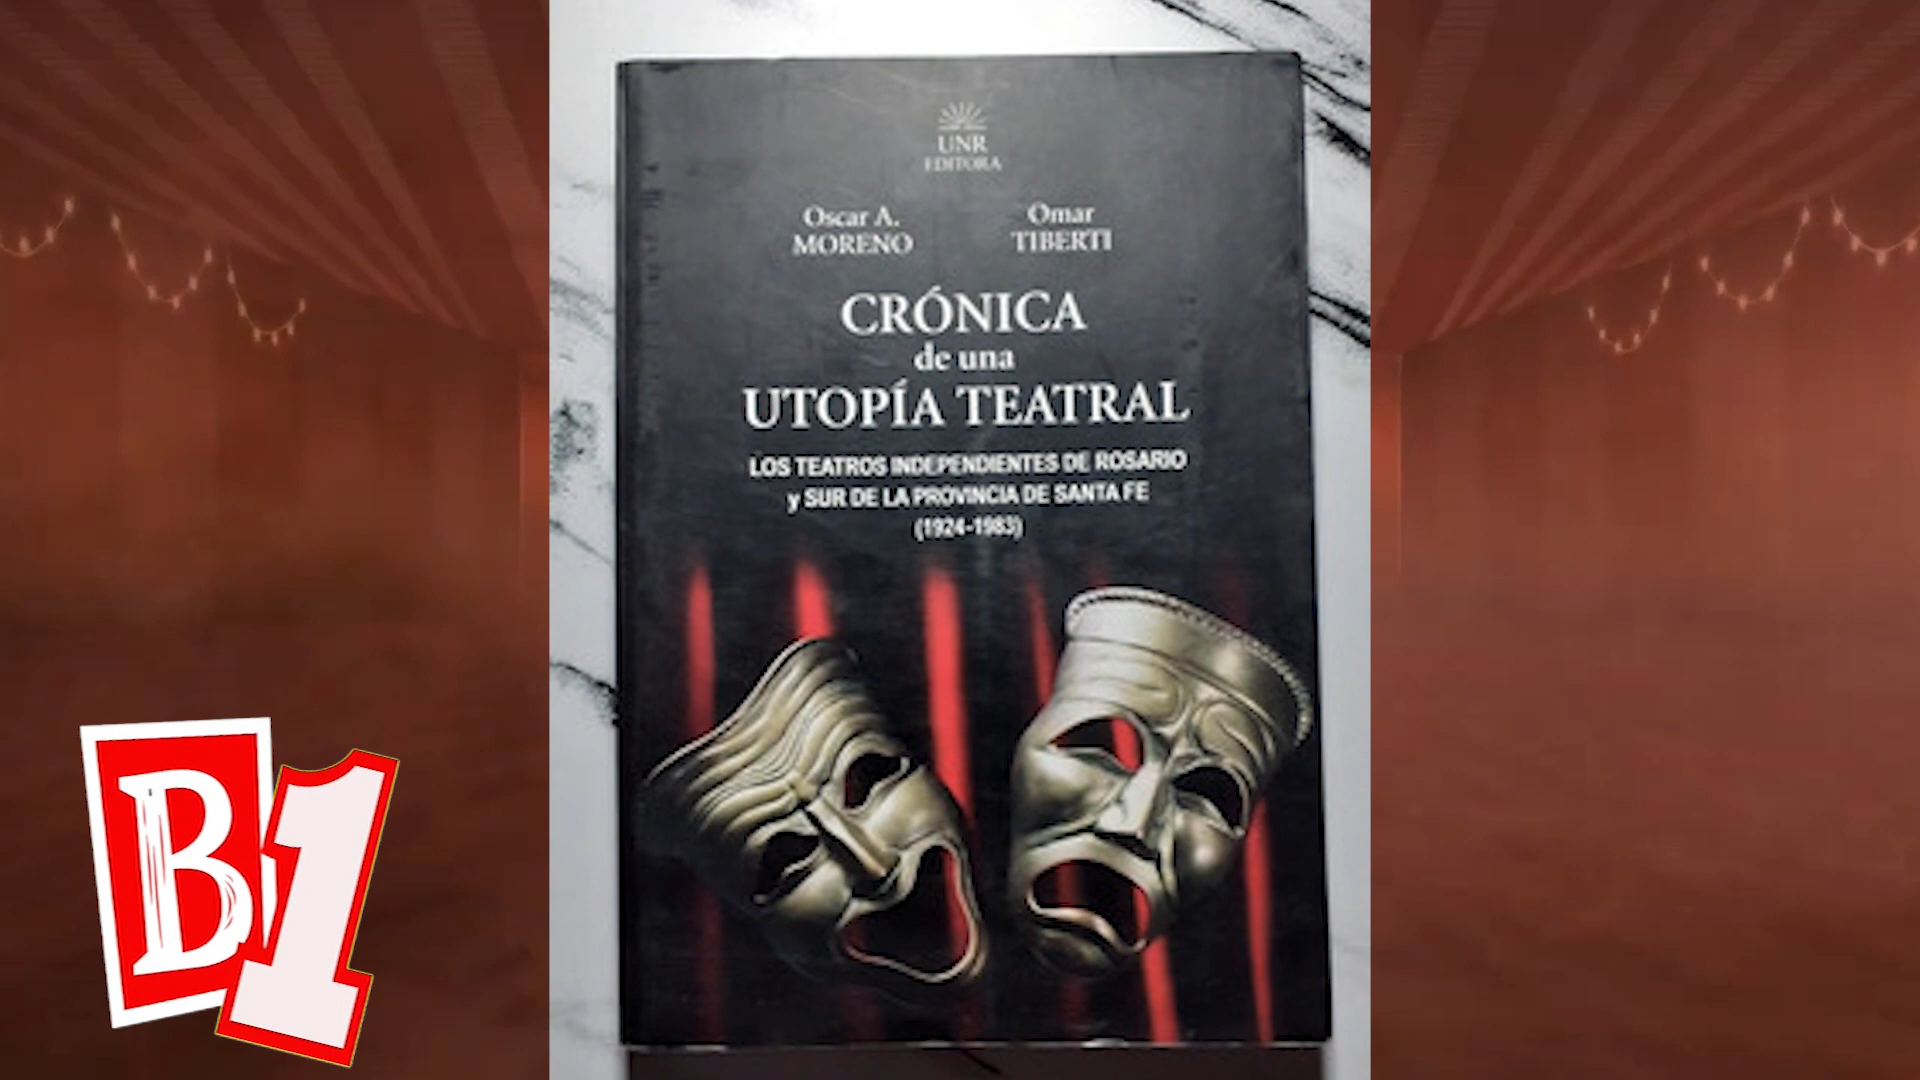 UNR
EDITORA
Oscar A.
MORENO
Omar
TIBERTI
CRÓNICA
de una
UTOPÍA TEATRAL
LOS TEATROS INDEPENDIENTES DE ROSARIO
y SUR DE LA PROVINCIA DE SANTA FE
(1924-1983)
B1